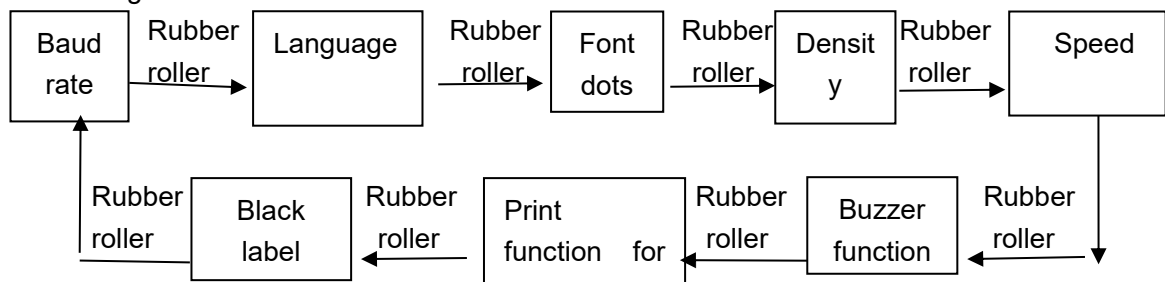 Baud
rate
Rubber
roller
Language
Rubber
roller
Font
dots
Rubber
roller
Densit
y
Rubber
roller
Speed
Rubber
roller
Buzzer
function
Rubber
roller
Print
function for
Rubber
roller
Black
label
Rubber
roller